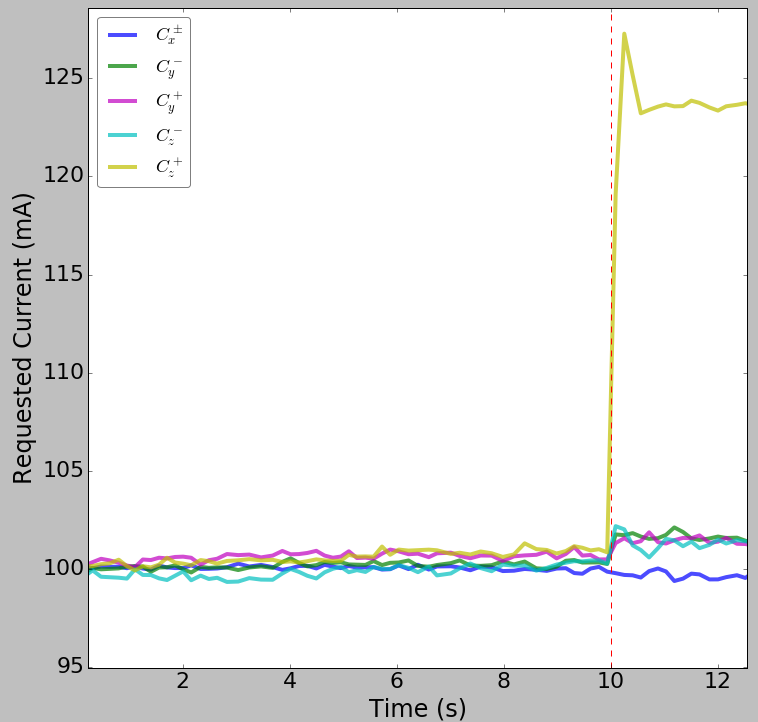 Requested Current (mA)
125
120
115
110
105
100
95
C_x^±
C_y^-
C_y^+
C_z^-
C_z^+
2 4 6 8 10 12
Time (s)